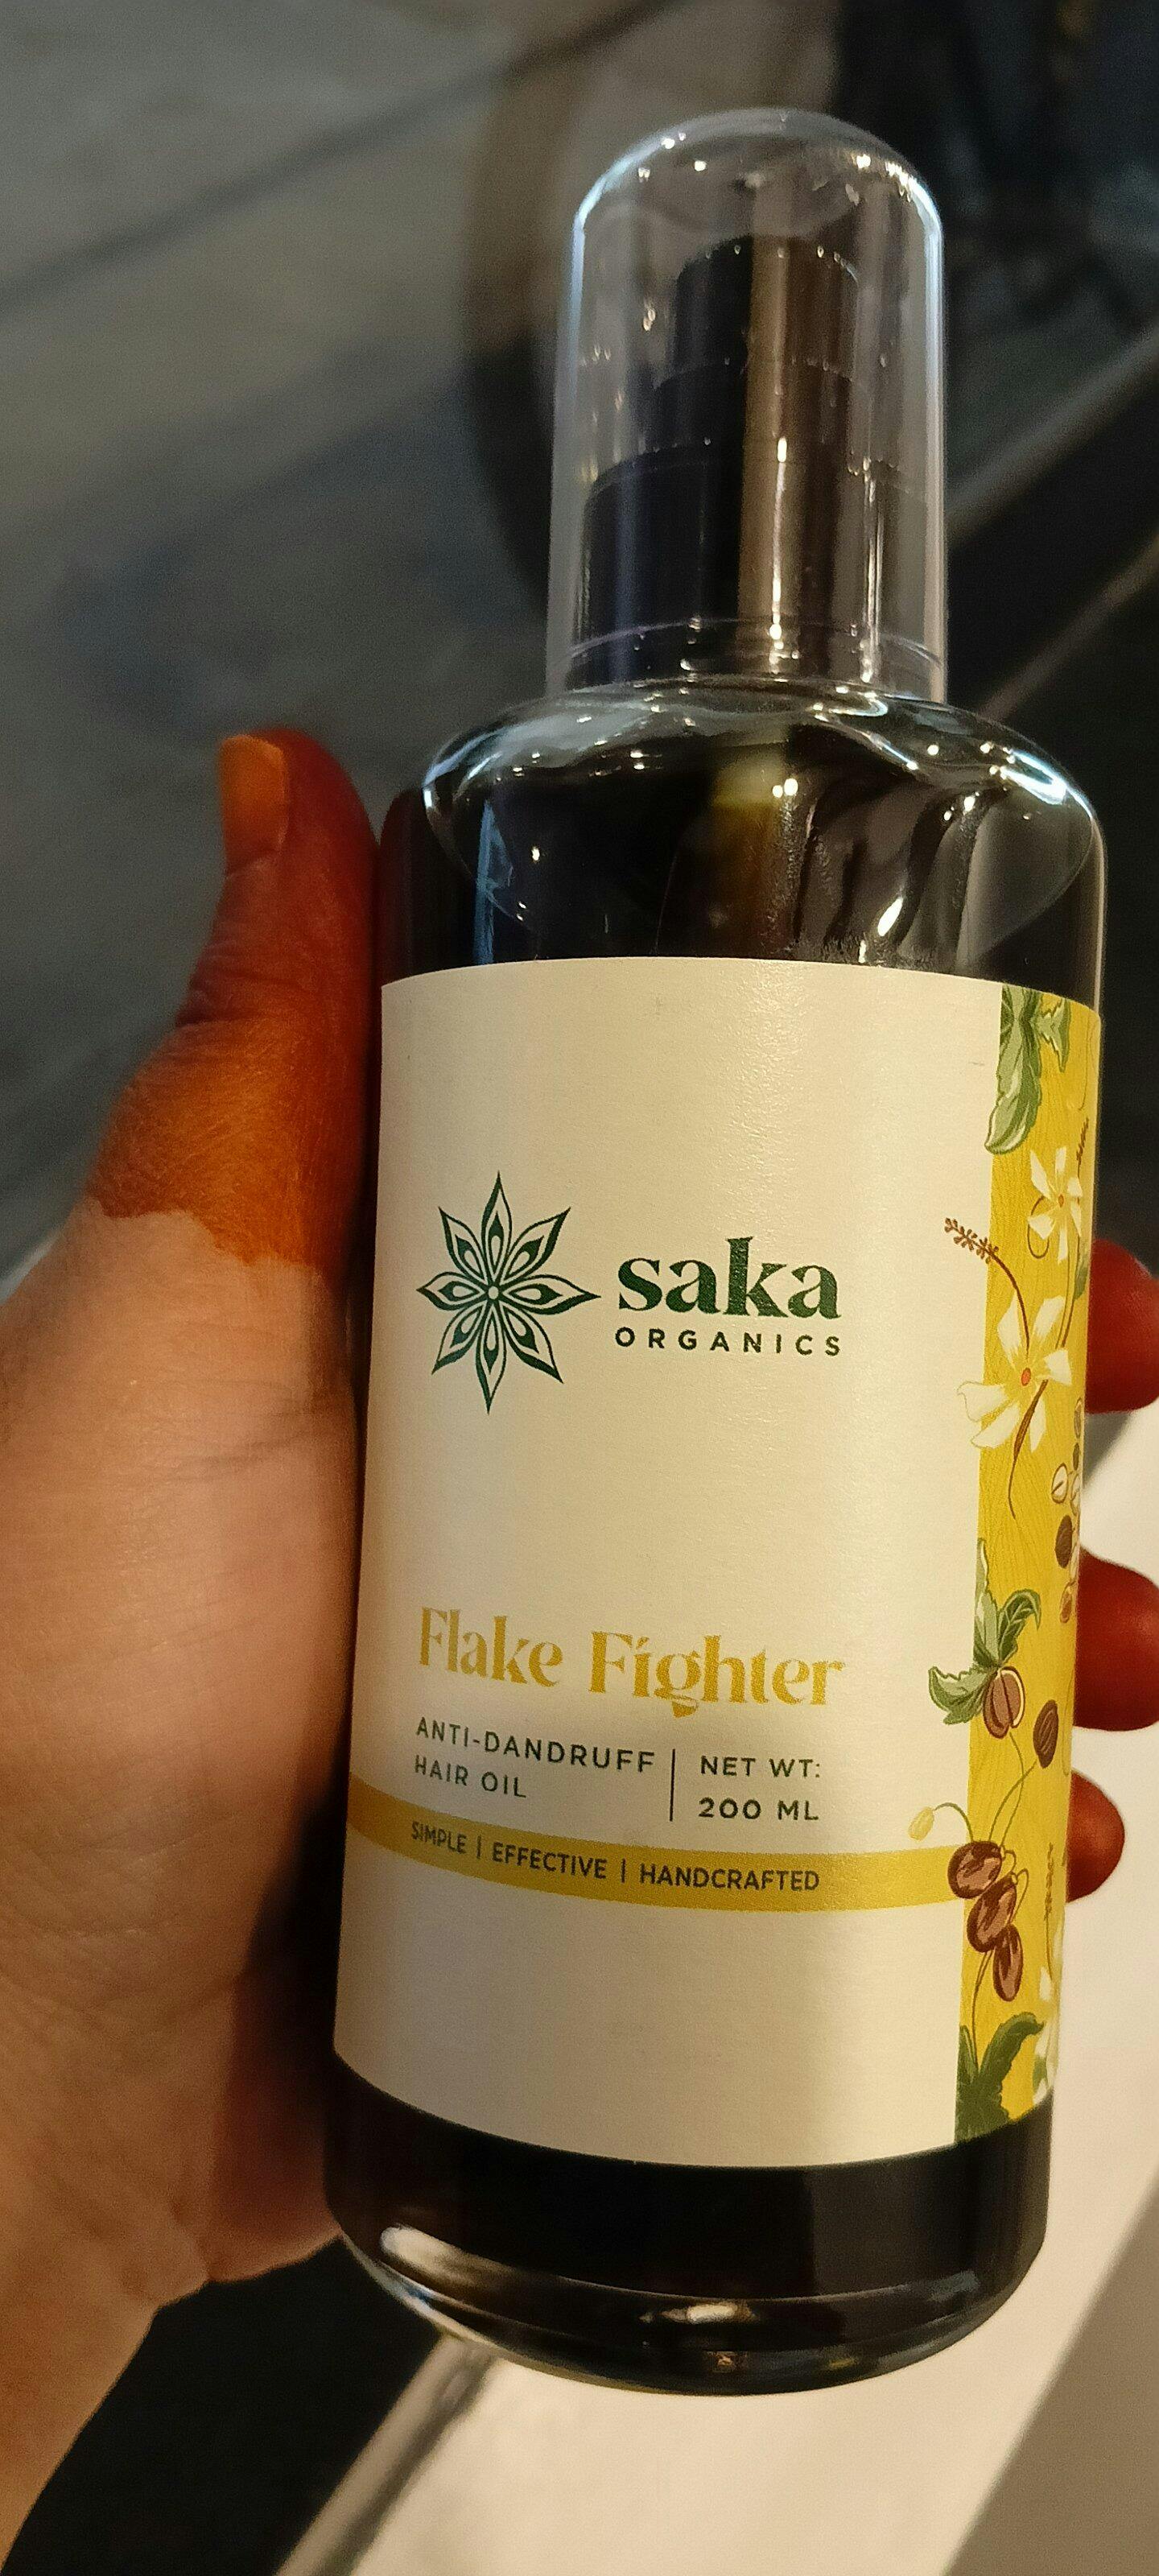 saka
ORGANICS
Flake Fighter
ANTI-DANDRUFF
HAIR OIL
NET WT:
200 ML
SIMPLE | EFFECTIVE | HANDCRAFTED